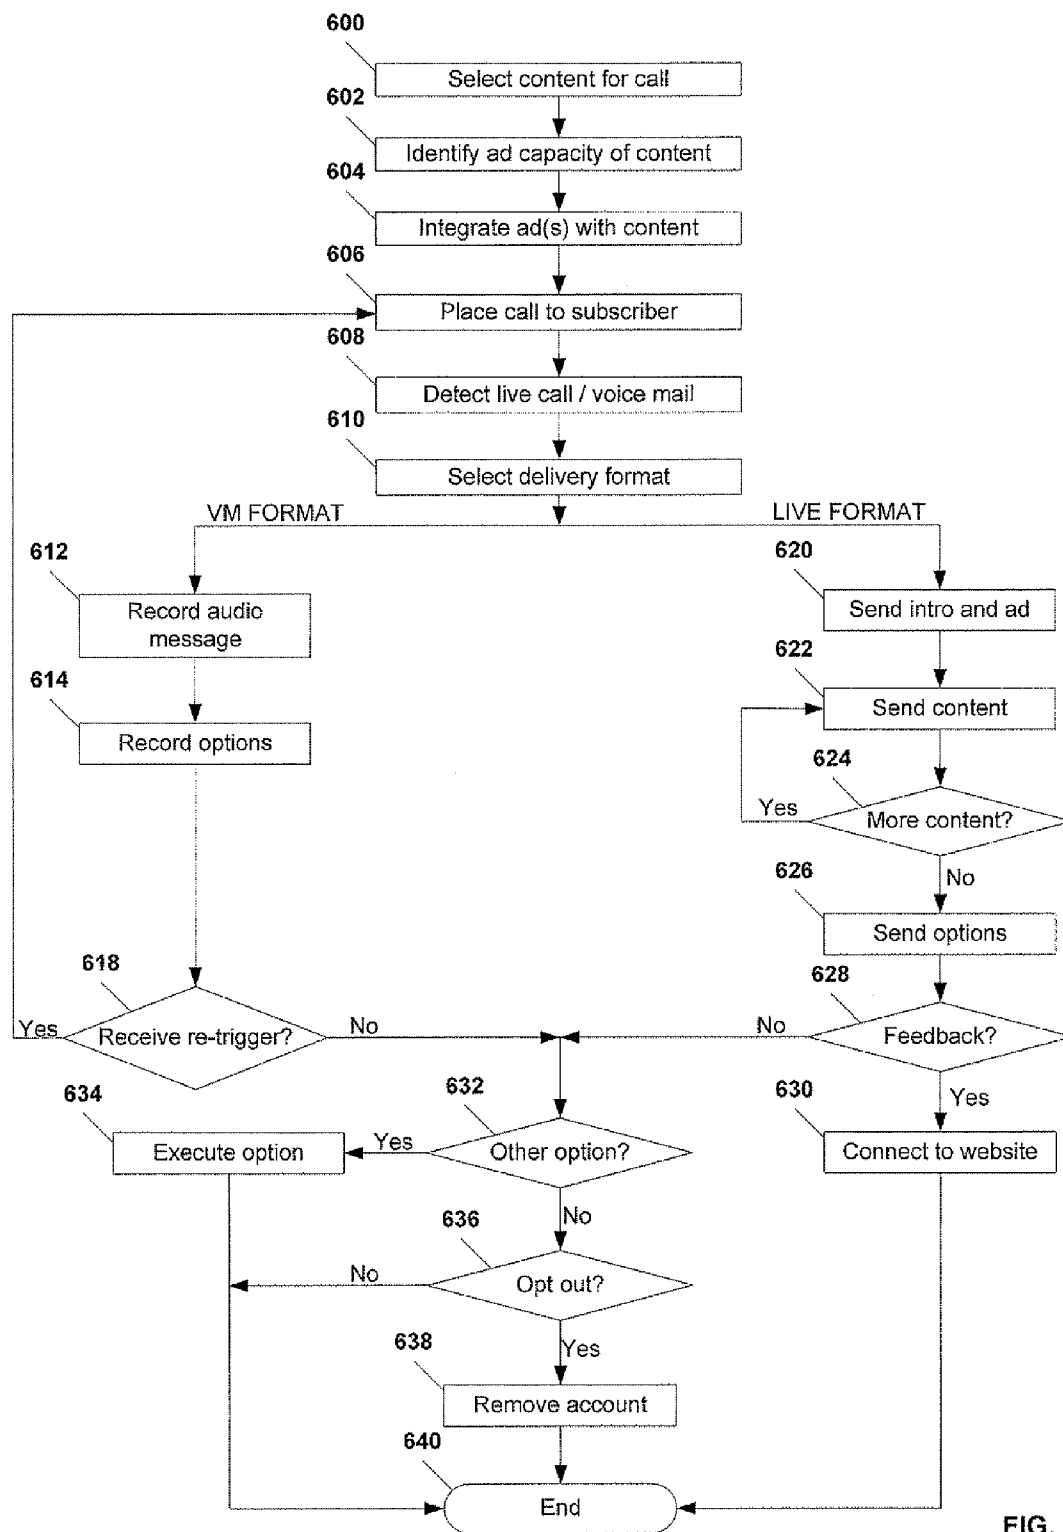 600
Select content for call
602
Identify ad capacity of content
604
Integrate ad(s) with content
606
Place call to subscriber
608
Detect live call / voice mail
610
Select delivery format
VM FORMAT
LIVE FORMAT
612
Record audio
message
620
Send intro and ad
614
Record options
622
Send content
624
Yes
More content?
No
626
Send options
618
Yes
Receive re-trigger?
No
628
No
Feedback?
Yes
634
Execute option
632
Yes
Other option?
No
630
Connect to website
636
No
Opt out?
Yes
638
Remove account
640
End
FIG.